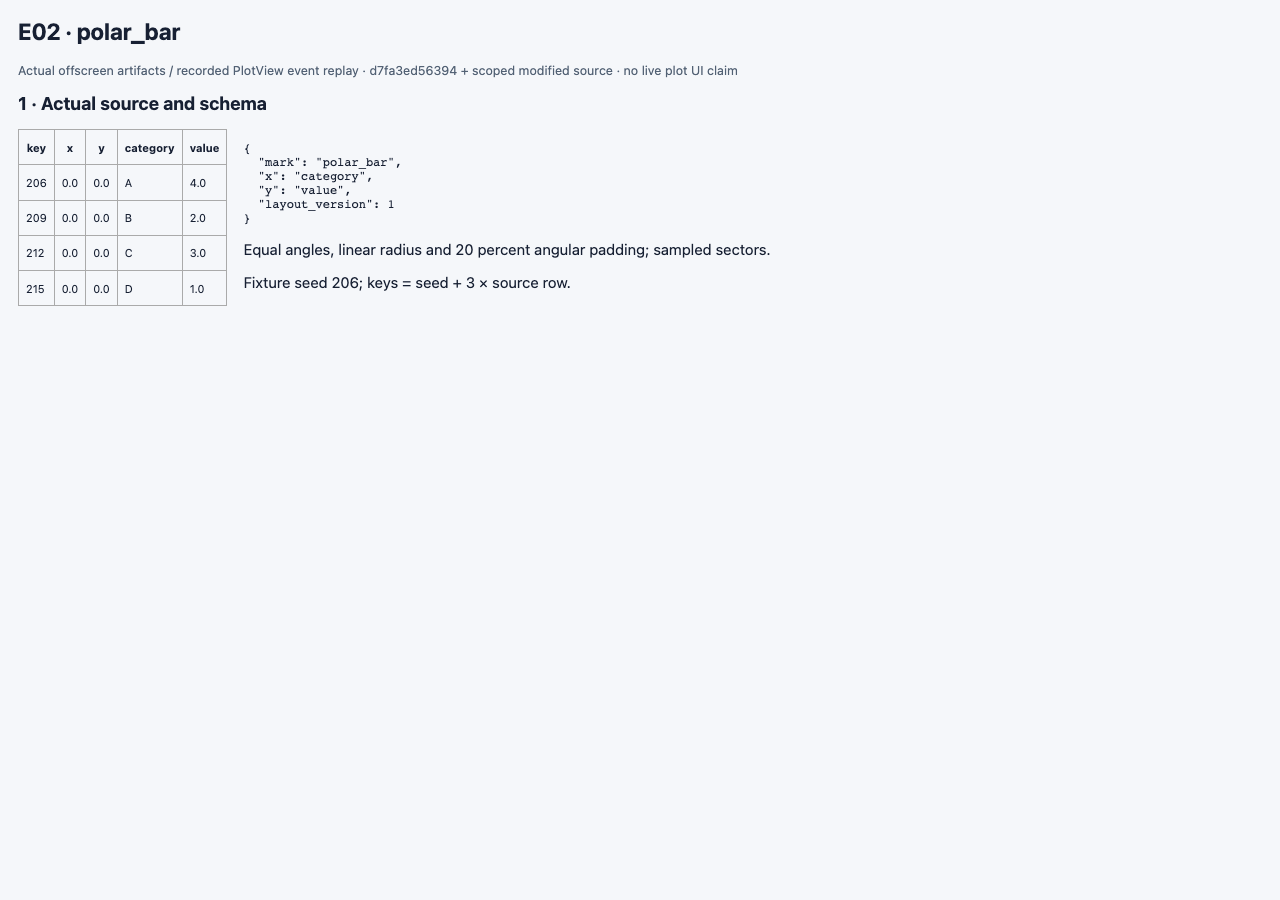 E02 · polar_bar
Actual offscreen artifacts / recorded PlotView event replay · d7fa3ed56394 + scoped modified source · no live plot UI claim
1 · Actual source and schema
key x y category value
206 0.0 0.0 A 4.0
209 0.0 0.0 B 2.0
212 0.0 0.0 C 3.0
215 0.0 0.0 D 1.0
{
  "mark": "polar_bar",
  "x": "category",
  "y": "value",
  "layout_version": 1
}
Equal angles, linear radius and 20 percent angular padding; sampled sectors.
Fixture seed 206; keys = seed + 3 × source row.